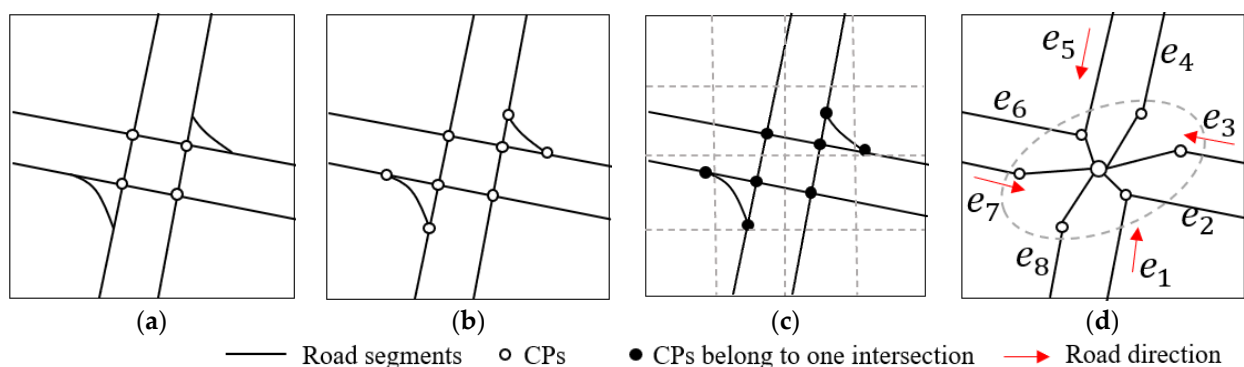 e₅
e₄
e₆
e₃
e₇
e₂
e₈
e₁
(a)
(b)
(c)
(d)
Road segments
CPs
CPs belong to one intersection
Road direction